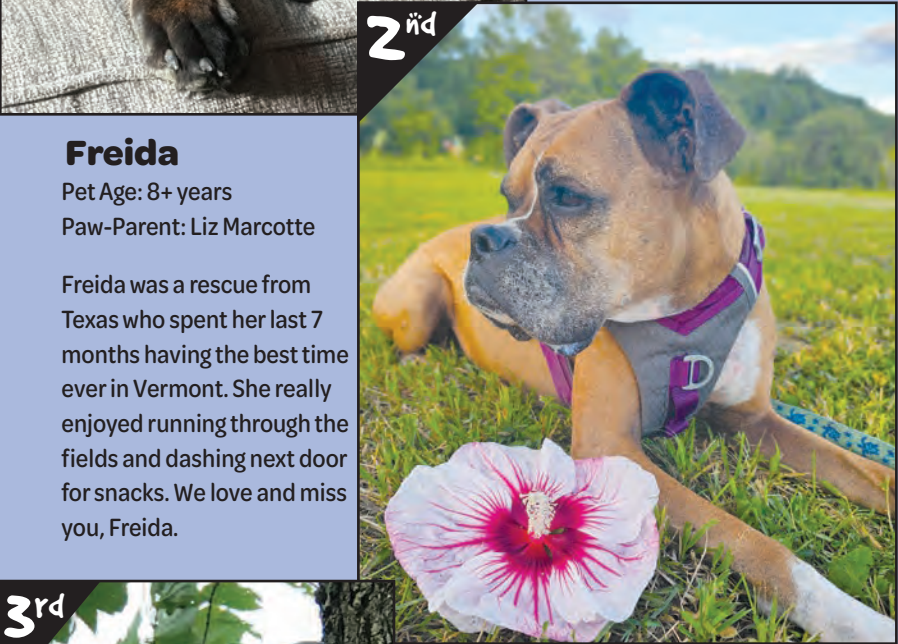 2nd
Freida
Pet Age: 8+ years
Paw-Parent: Liz Marcotte
Freida was a rescue from
Texas who spent her last 7
months having the best time
ever in Vermont. She really
enjoyed running through the
fields and dashing next door
for snacks. We love and miss
you, Freida.
3rd